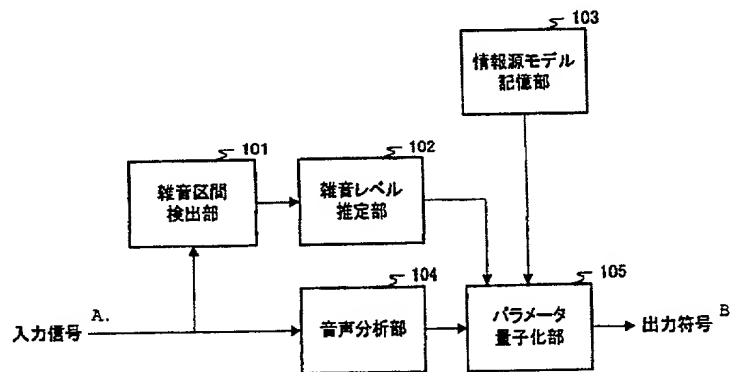 103
情報源モデル
記憶部
101
雑音区間
検出部
102
雑音レベル
推定部
104
音声分析部
105
パラメータ
量子化部
入力信号 A.
出力符号 B